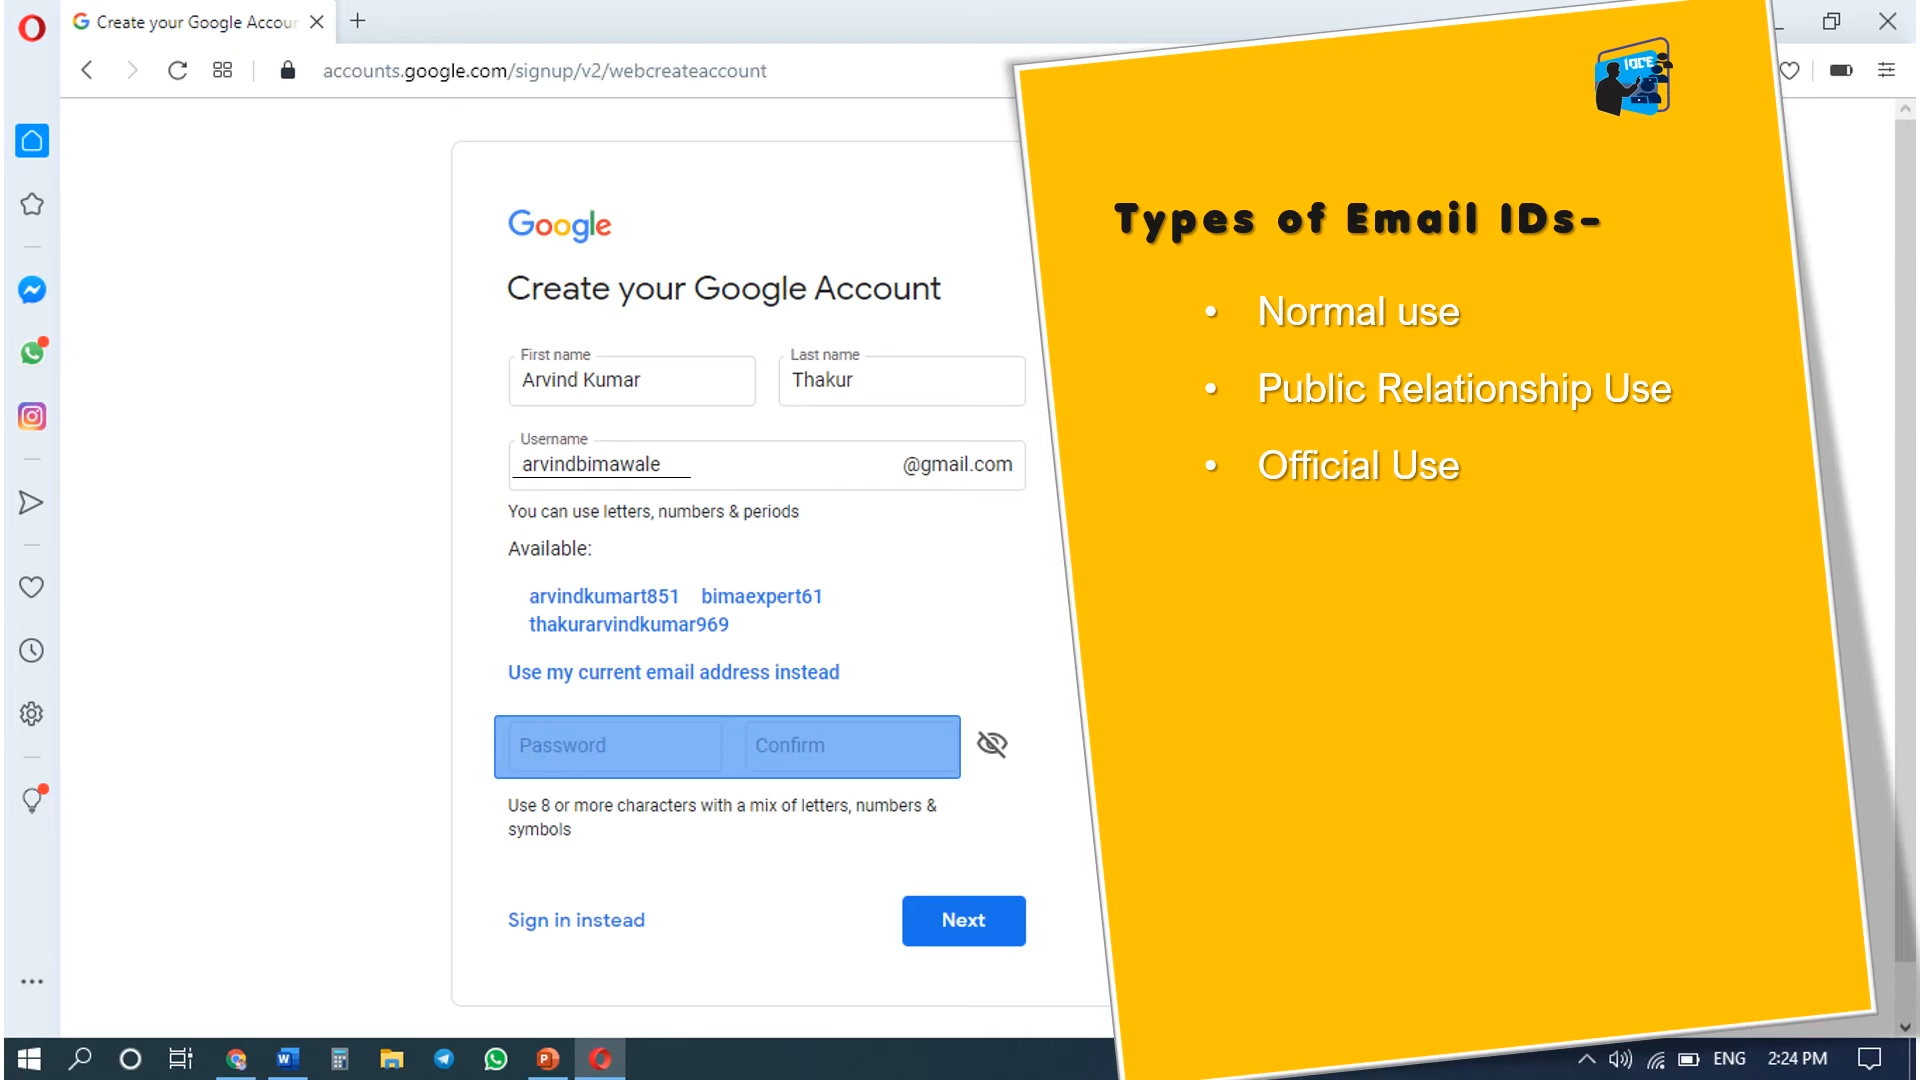 Create your Google Accour
accounts.google.com/signup/v2/webcreateaccount
IDCE
Google
Create your Google Account
First name
Arvind Kumar
Last name
Thakur
Username
arvindbimawale
@gmail.com
You can use letters, numbers & periods
Available:
arvindkumart851 bimaexpert61
thakurarvindkumar969
Use my current email address instead
Password
Confirm
Use 8 or more characters with a mix of letters, numbers &
symbols
Sign in instead
Next
Types of Email IDs-
• Normal use
• Public Relationship Use
• Official Use
ENG
2:24 PM